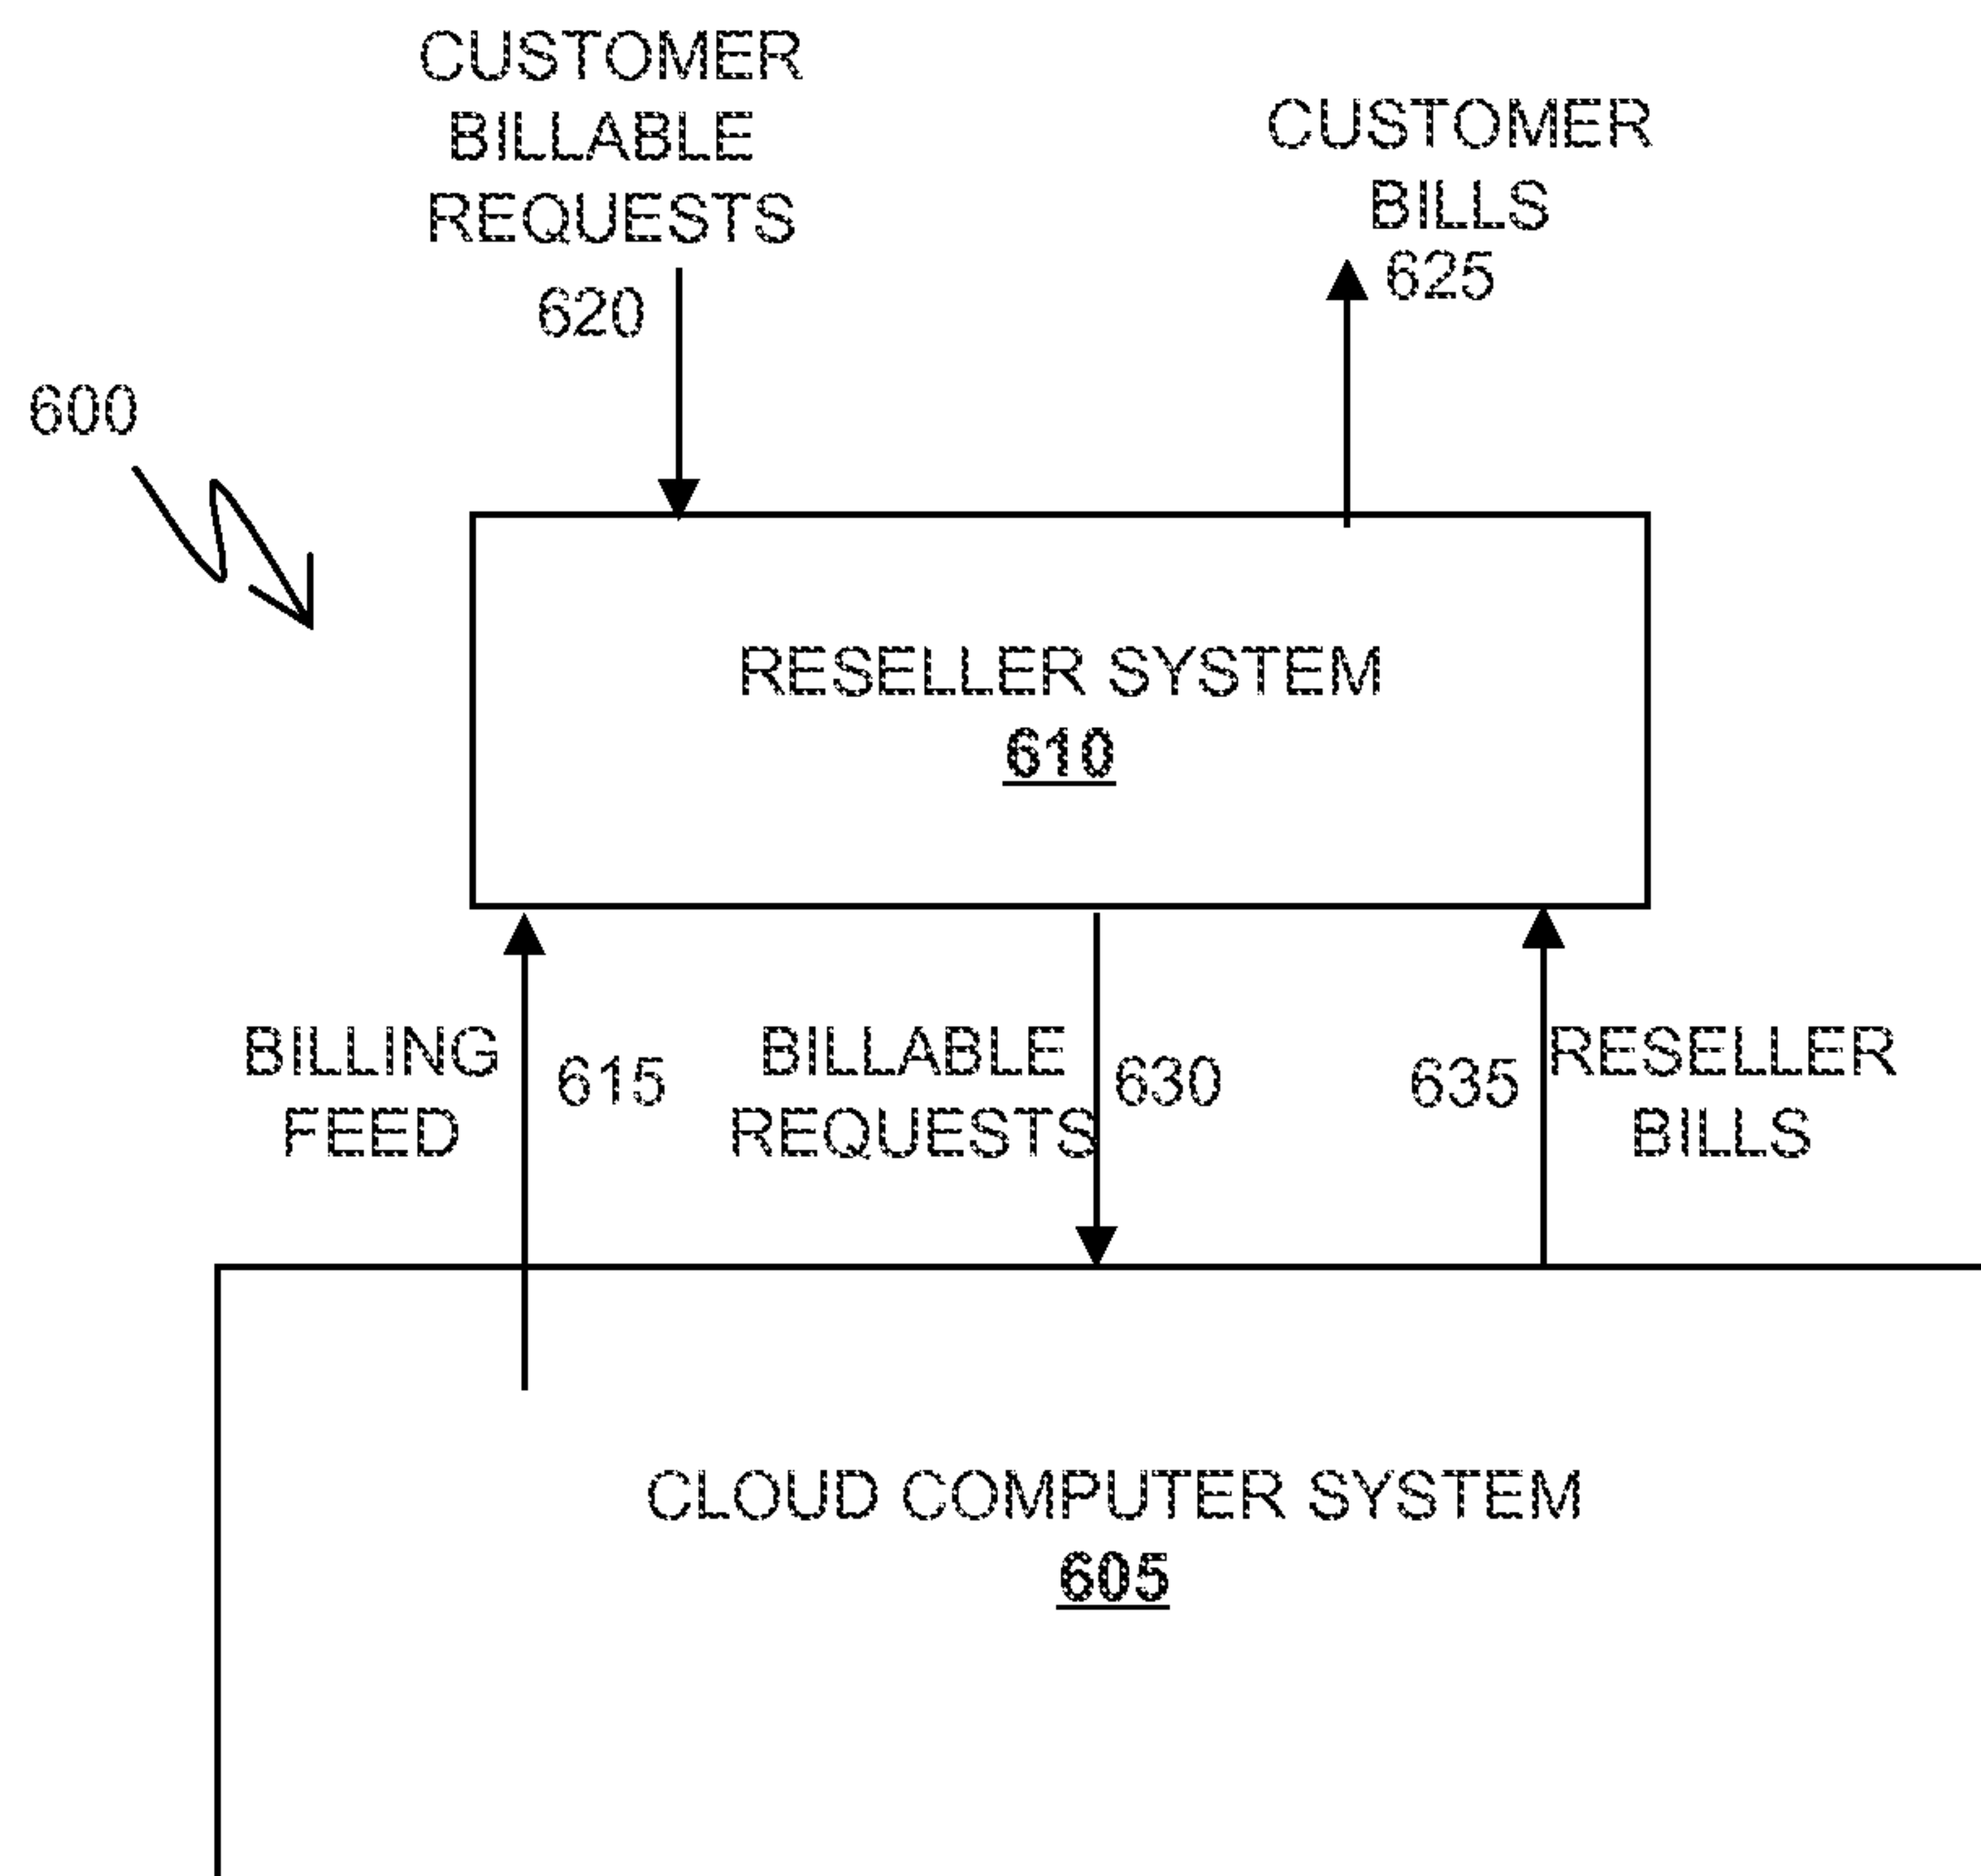 CUSTOMER
BILLABLE
REQUESTS
620
CUSTOMER
BILLS
625
600
RESELLER SYSTEM
610
BILLING
FEED
615
BILLABLE
REQUESTS
630
635
RESELLER
BILLS
CLOUD COMPUTER SYSTEM
605